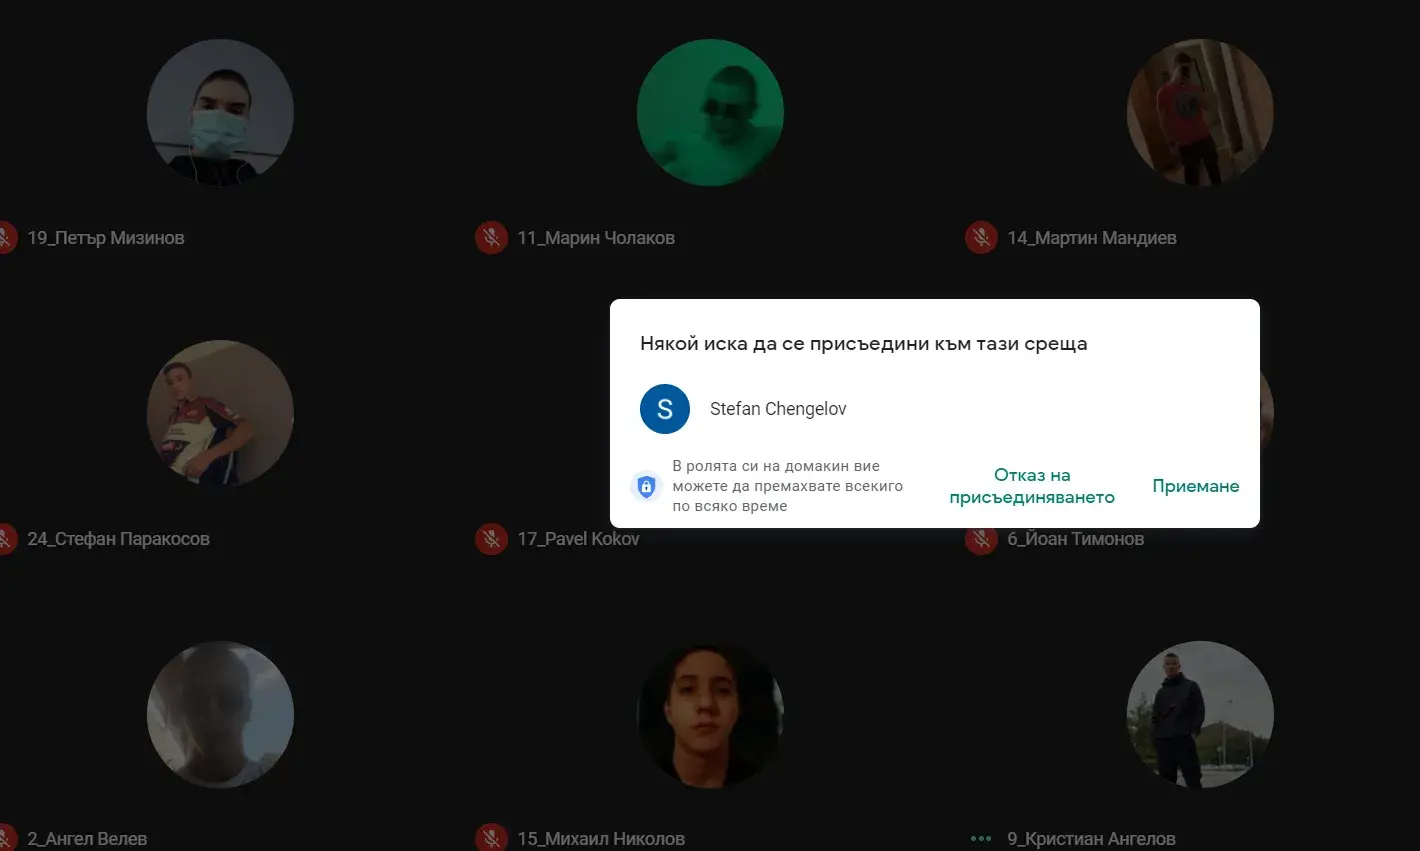 19_Петър Мизинов
11_Марин Чолаков
14_Мартин Мандиев
Някой иска да се присъедини към тази среща
S
Stefan Chengelov
В ролята си на домакин вие
можете да премахвате всекиго
по всяко време
Отказ на
присъединяването
Приемане
24_Стефан Паракосов
17_Pavel Kokov
6_Йоан Тимонов
2_Ангел Велев
15_Михаил Николов
9_Кристиан Ангелов